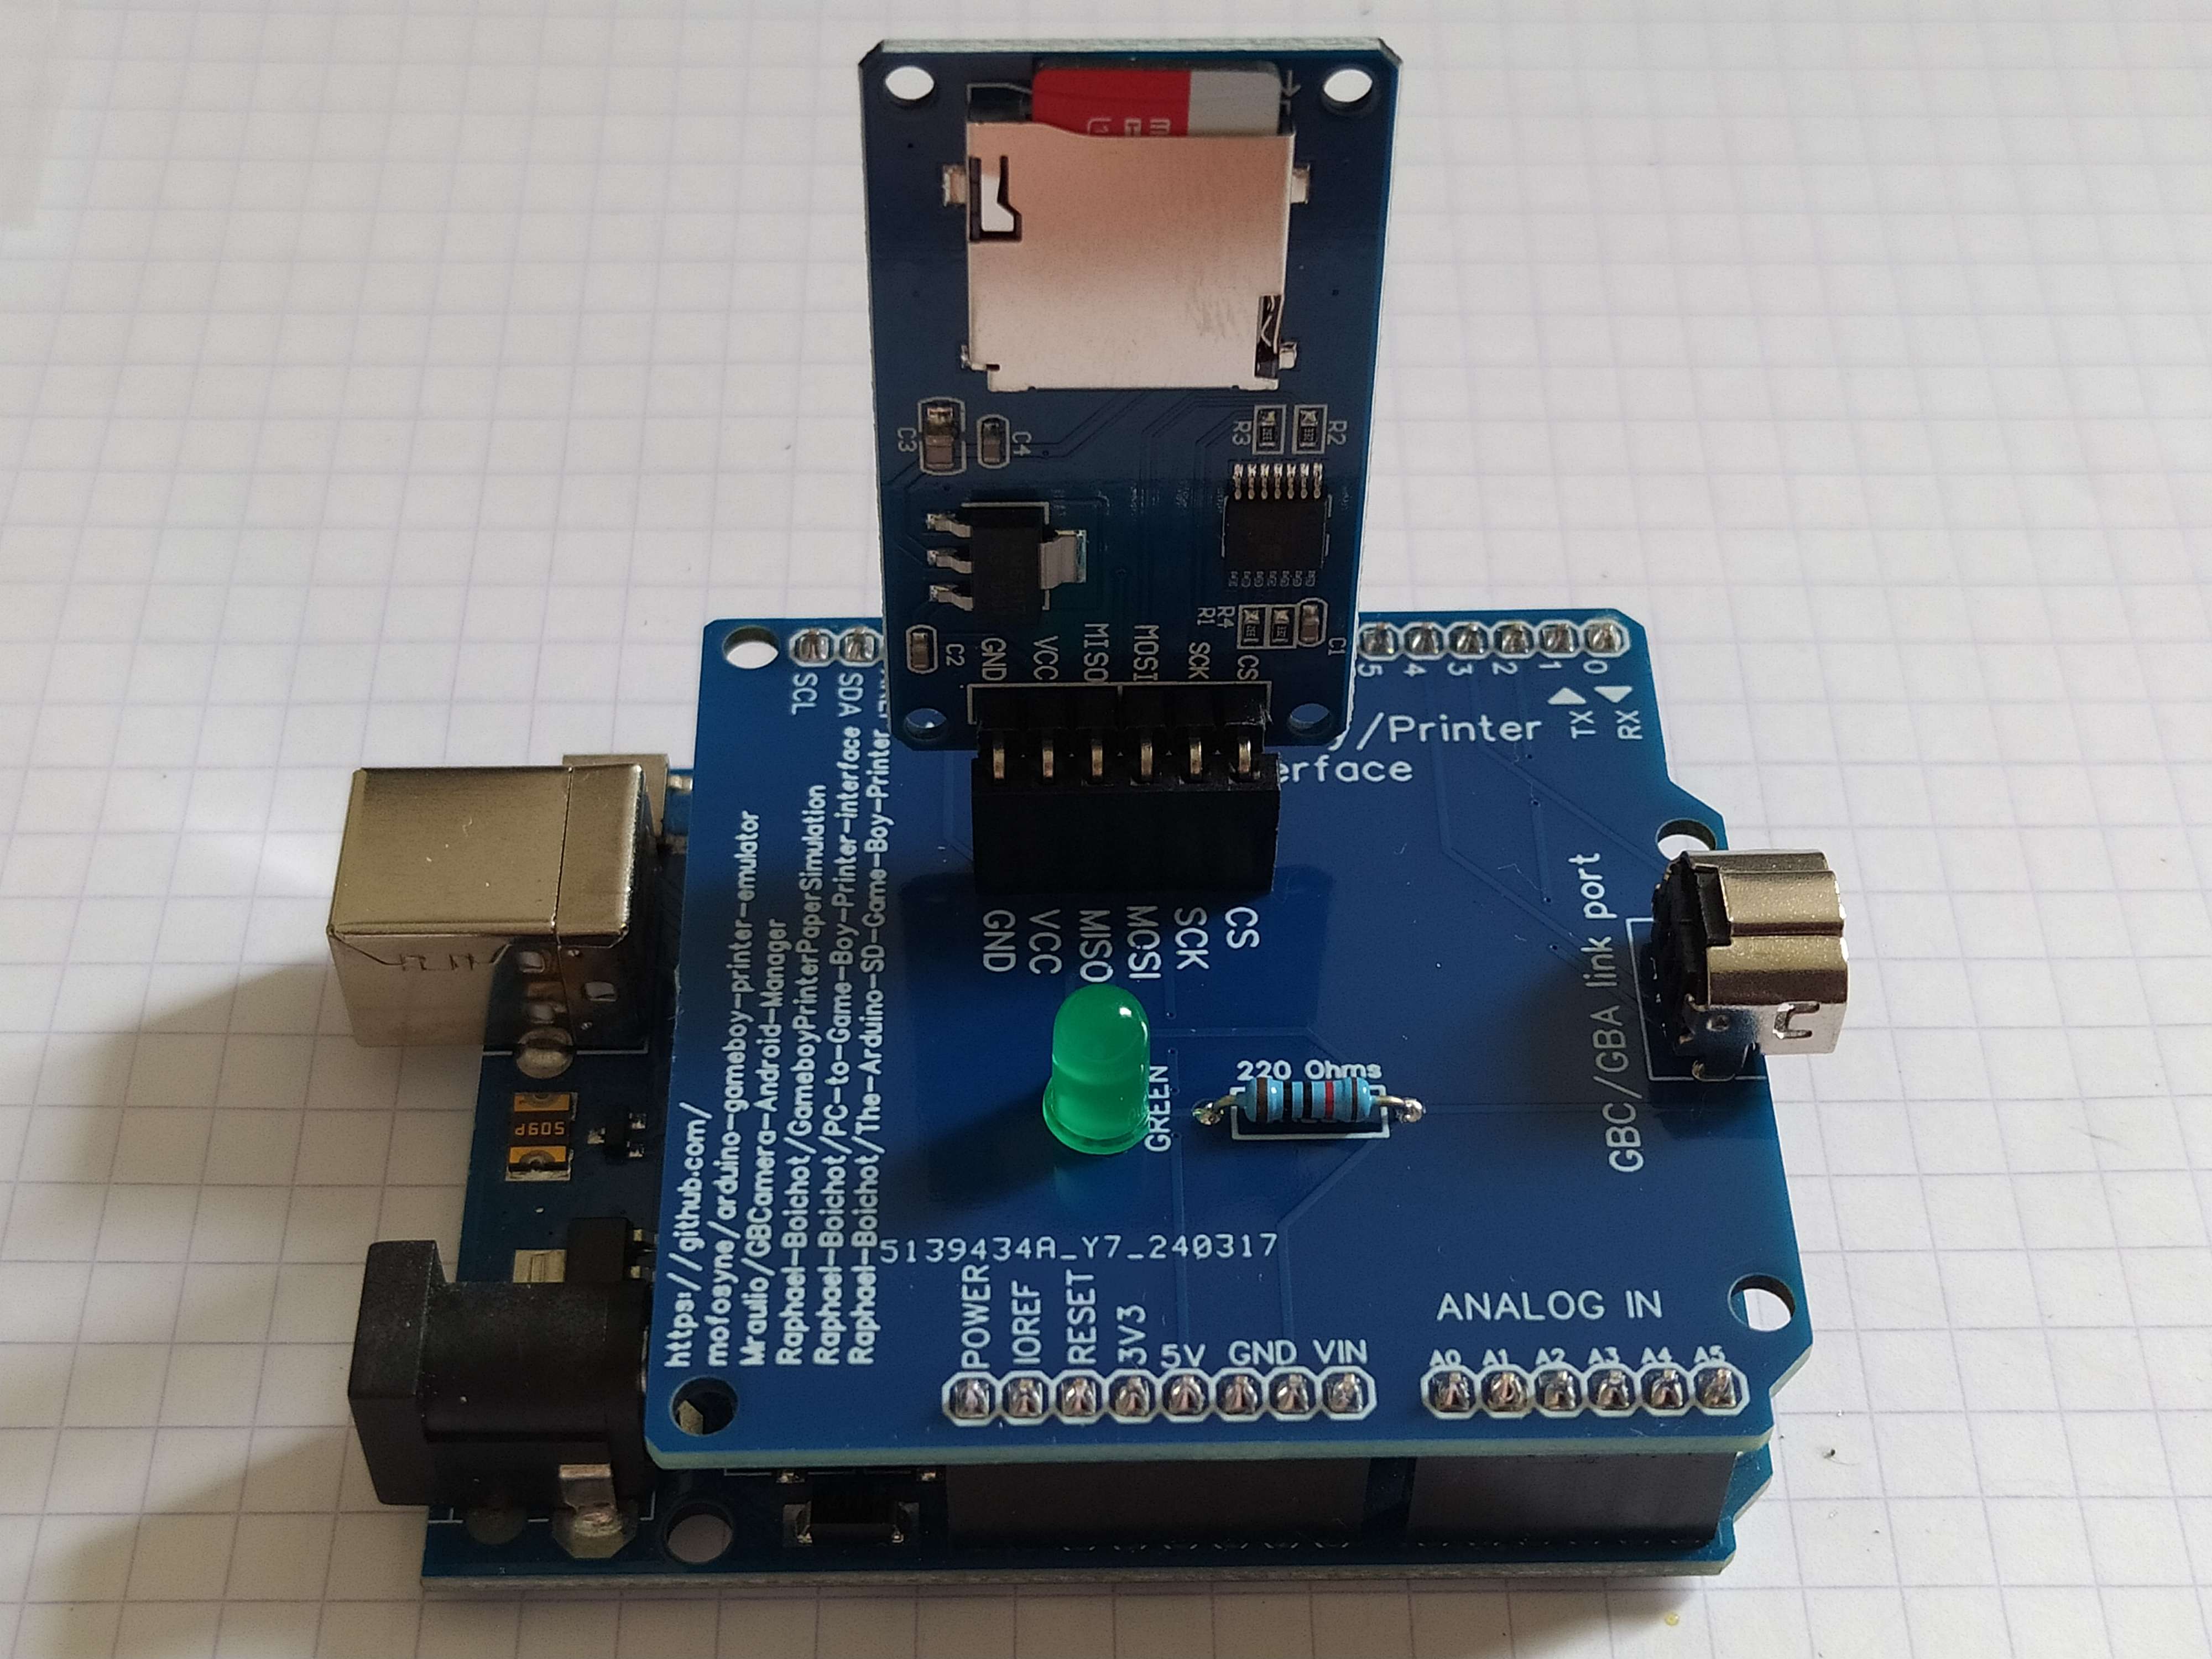 C3
C4
R3
R2
R1
R4
C1
C2
GND
VCC
MISO
MOSI
SCK
CS
SCL
SDA
5
4
3
2
1
0
TX
RX
y/Printer
erface
GND
VCC
MSO
MOSI
SCK
CS
GREEN
220 Ohms
GBC/GBA link port
https://github.com/
mofosyne/arduino-gameboy-printer-emulator
Mraulio/GBCamera-Android-Manager
Raphael-Boichot/GameboyPrinterPaperSimulation
Raphael-Boichot/PC-to-Game-Boy-Printer-interface
Raphael-Boichot/The-Arduino-SD-Game-Boy-Printer
509P
5139434A_Y7_240317
POWER
IOREF
RESET
3V3
5V
GND
VIN
ANALOG IN
A0
A1
A2
A3
A4
A5